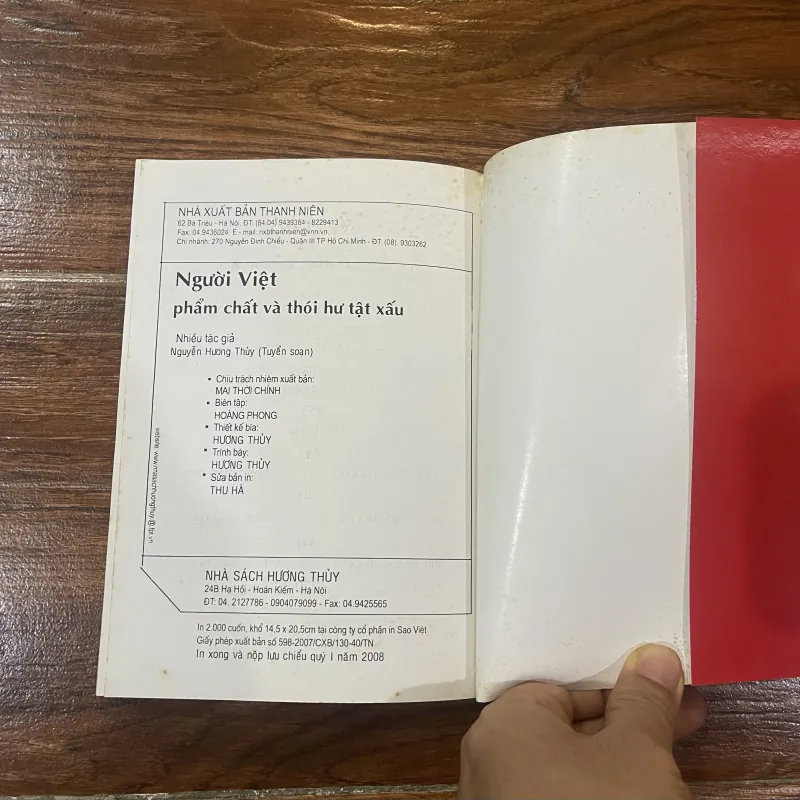 NHÀ XUẤT BẢN THANH NIÊN
62 Bà Triệu - Hà Nội. ĐT: (84.04) 9439364 - 8229413
Fax: 04.9436024. E - mail: nxbthanhnien@vnn.vn.
Chi nhánh: 270 Nguyễn Đình Chiểu - Quận III TP Hồ Chí Minh - ĐT: (08). 9303262
Người Việt
phẩm chất và thói hư tật xấu
Nhiều tác giả
Nguyễn Hương Thủy (Tuyển soạn)
• Chịu trách nhiệm xuất bản:
MAI THỜI CHÍNH
• Biên tập:
HOÀNG PHONG
• Thiết kế bìa:
HƯƠNG THỦY
• Trình bày:
HƯƠNG THỦY
• Sửa bản in:
THU HÀ
NHÀ SÁCH HƯƠNG THỦY
24B Hạ Hồi - Hoàn Kiếm - Hà Nội
ĐT: 04. 2127786 - 0904079099 - Fax: 04.9425565
In 2.000 cuốn, khổ 14,5 x 20,5cm tại công ty cổ phần in Sao Việt
Giấy phép xuất bản số 598-2007/CXB/130-40/TN
In xong và nộp lưu chiểu quý I năm 2008